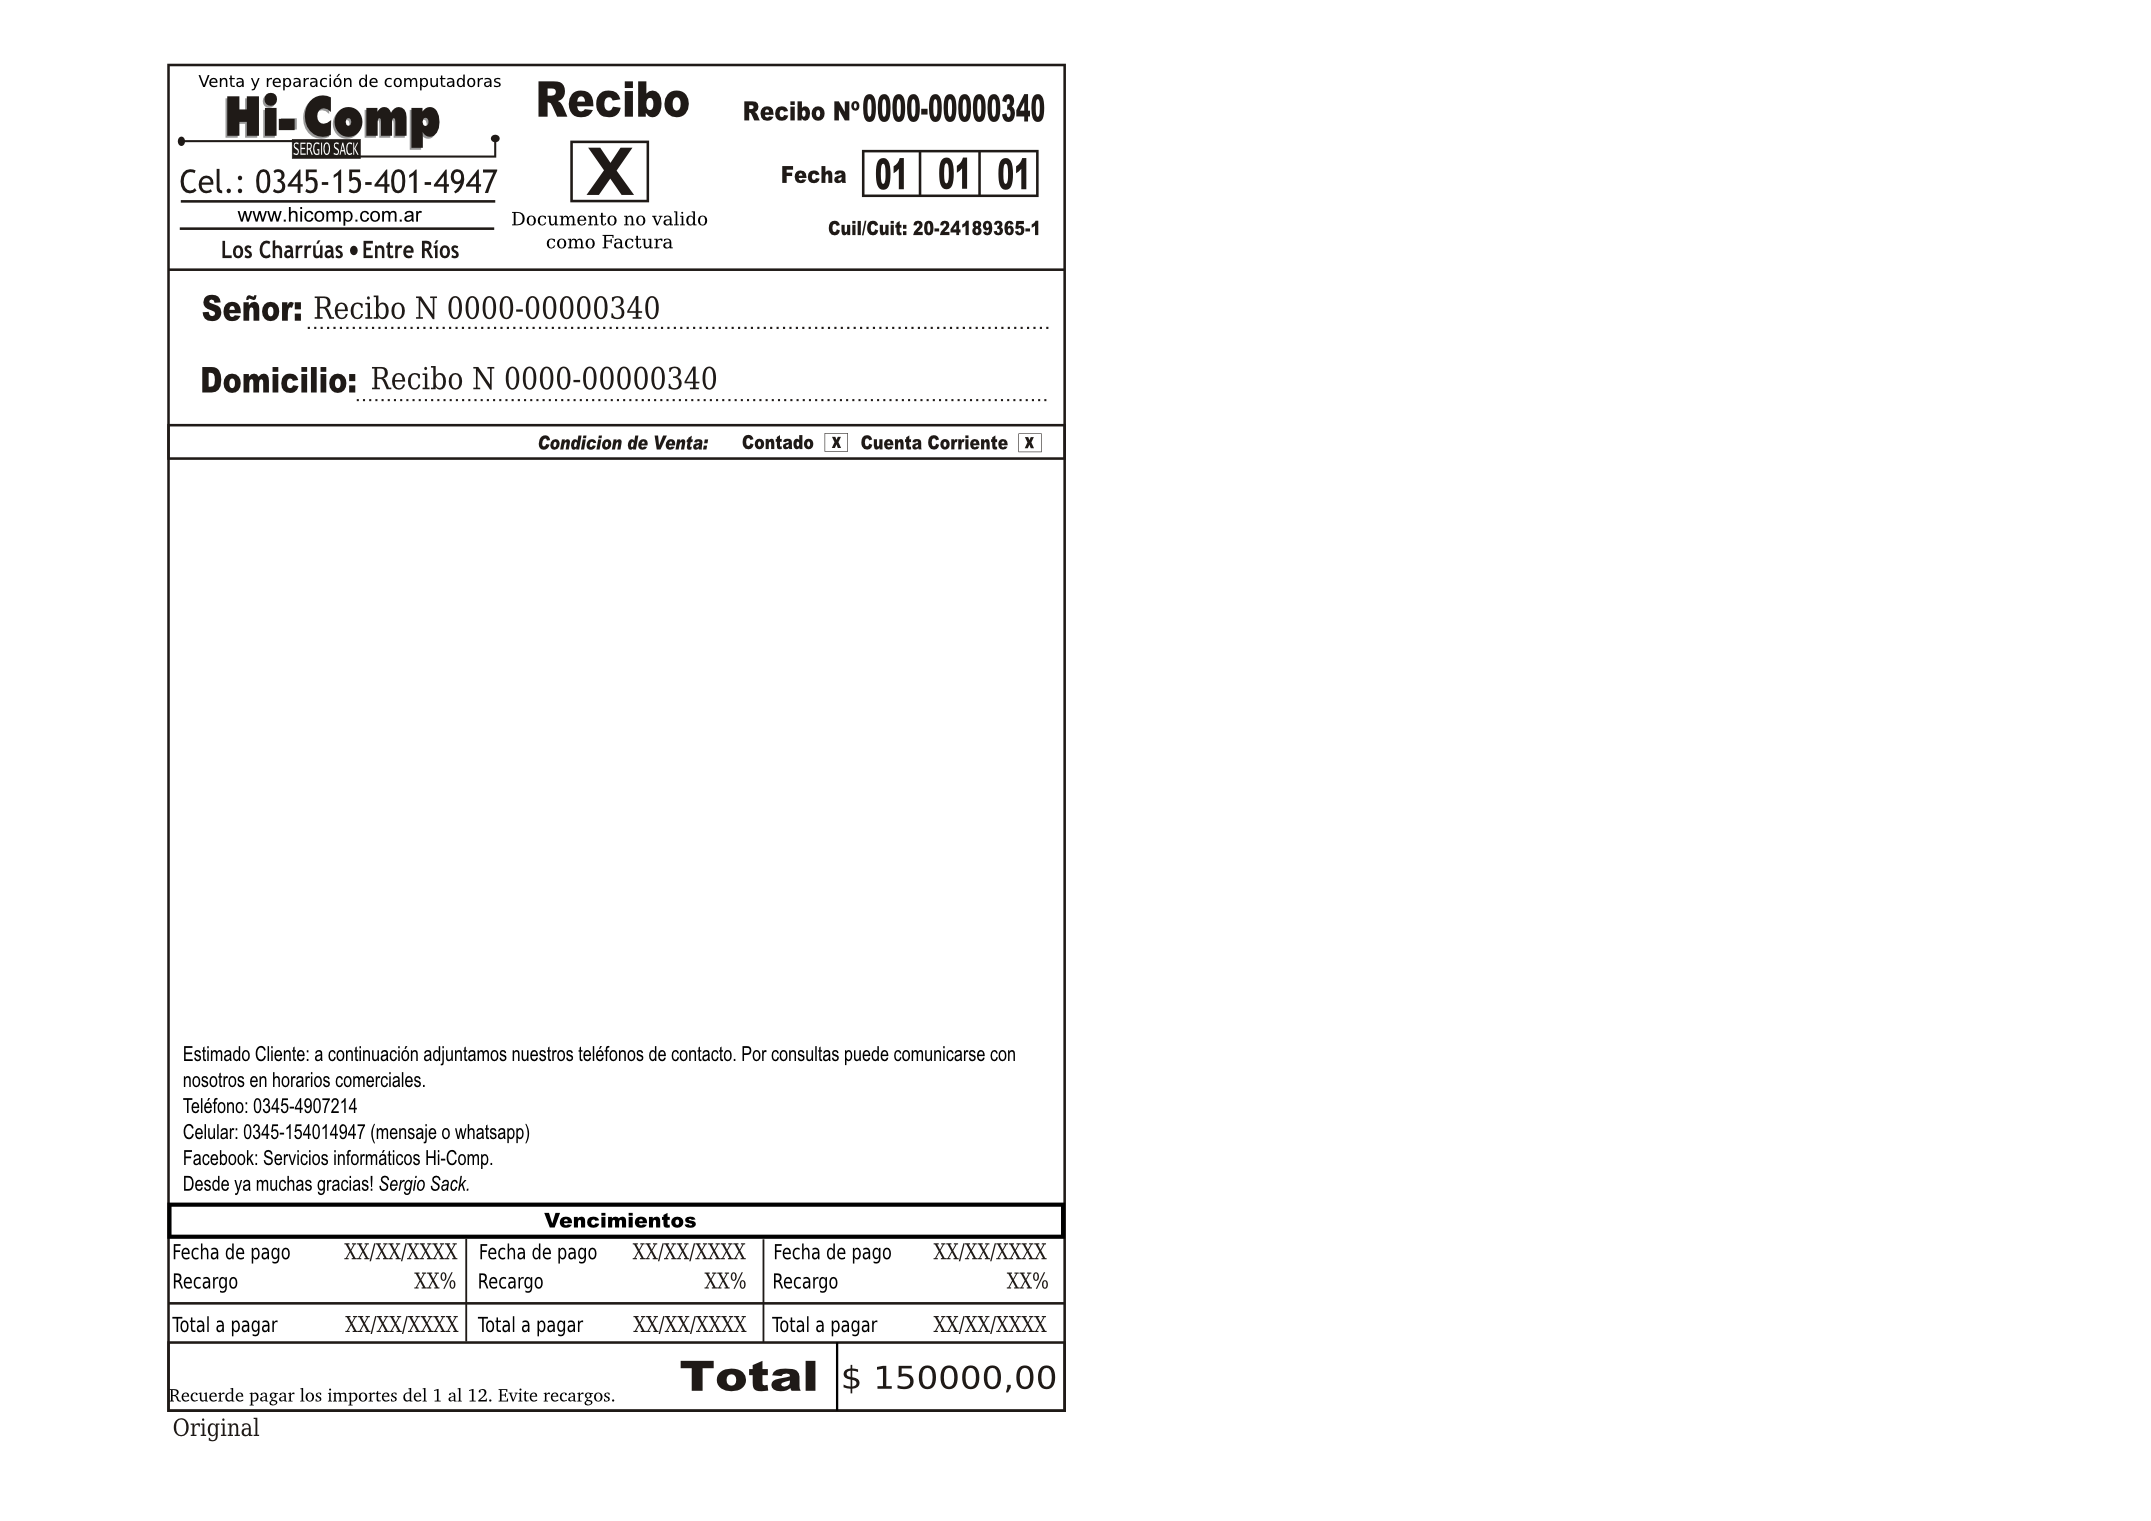 Venta y reparación de computadoras
Hi-Comp
SERGIO SACK
Cel.: 0345-15-401-4947
www.hicomp.com.ar
Los Charrúas • Entre Ríos
Recibo
X
Documento no valido
como Factura
Recibo Nº 0000-00000340
Fecha 01 01 01
Cuil/Cuit: 20-24189365-1
Señor: Recibo N 0000-00000340
Domicilio: Recibo N 0000-00000340
Condicion de Venta: Contado X Cuenta Corriente X
Estimado Cliente: a continuación adjuntamos nuestros teléfonos de contacto. Por consultas puede comunicarse con
nosotros en horarios comerciales.
Teléfono: 0345-4907214
Celular: 0345-154014947 (mensaje o whatsapp)
Facebook: Servicios informáticos Hi-Comp.
Desde ya muchas gracias! Sergio Sack.
Vencimientos
Fecha de pago XX/XX/XXXX Fecha de pago XX/XX/XXXX Fecha de pago XX/XX/XXXX
Recargo XX% Recargo XX% Recargo XX%
Total a pagar XX/XX/XXXX Total a pagar XX/XX/XXXX Total a pagar XX/XX/XXXX
Total $ 150000,00
Recuerde pagar los importes del 1 al 12. Evite recargos.
Original